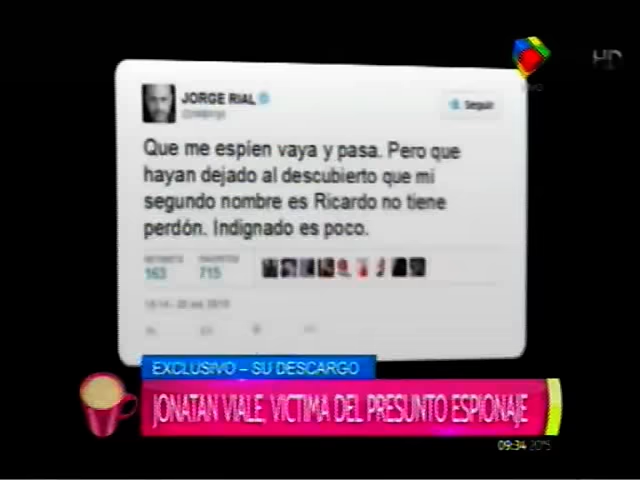 HD
JORGE RIAL
Seguir
Que me espíen vaya y pasa. Pero que
hayan dejado al descubierto que mi
segundo nombre es Ricardo no tiene
perdón. Indignado es poco.
163 715
EXCLUSIVO – SU DESCARGO
JONATAN VIALE, VICTIMA DEL PRESUNTO ESPIONAJE
09:34 20°5